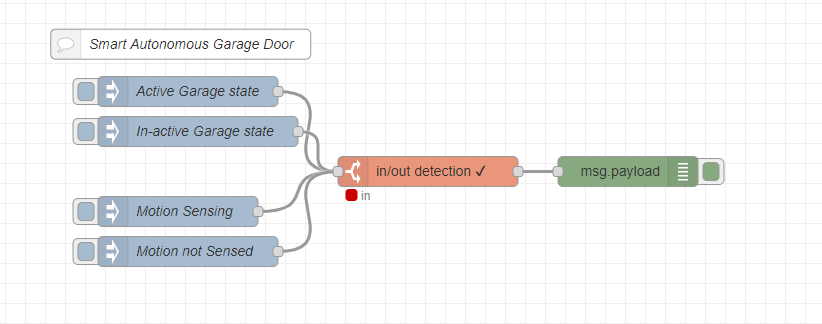 Smart Autonomous Garage Door
Active Garage state
In-active Garage state
in/out detection ✓
msg.payload
in
Motion Sensing
Motion not Sensed